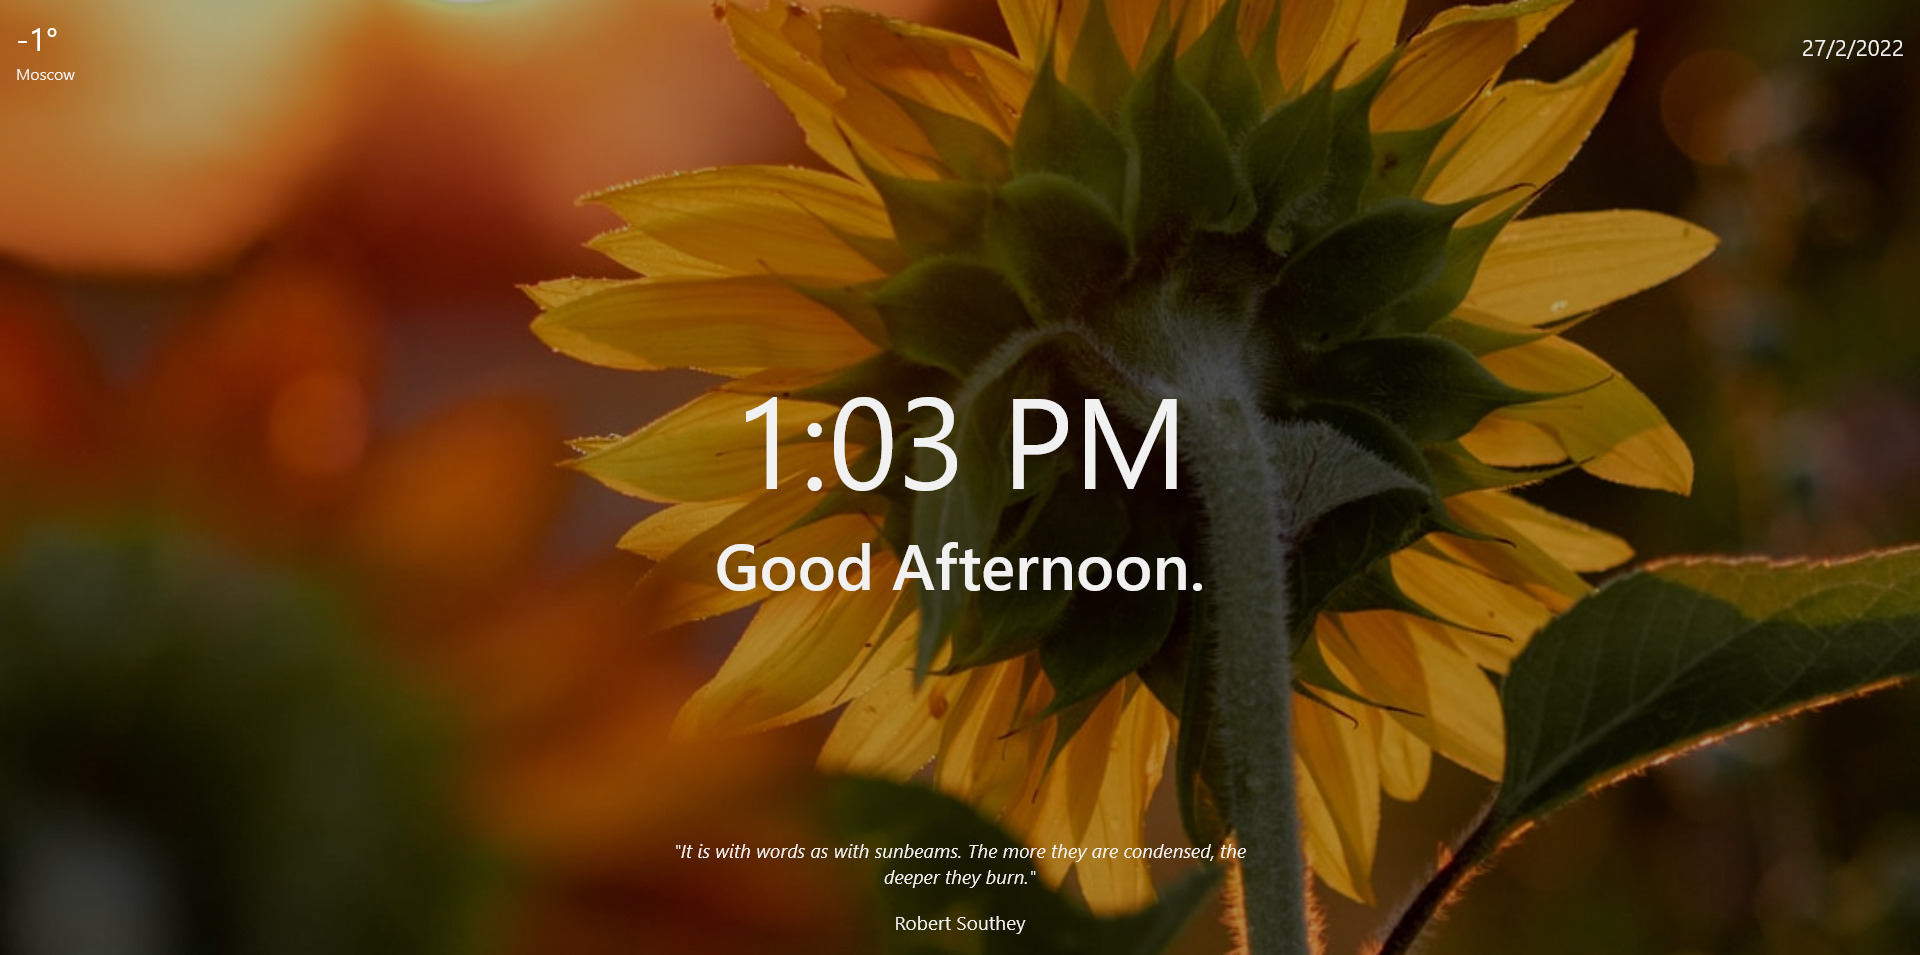 -1°
Moscow
27/2/2022
1:03 PM
Good Afternoon.
"It is with words as with sunbeams. The more they are condensed, the
deeper they burn."
Robert Southey